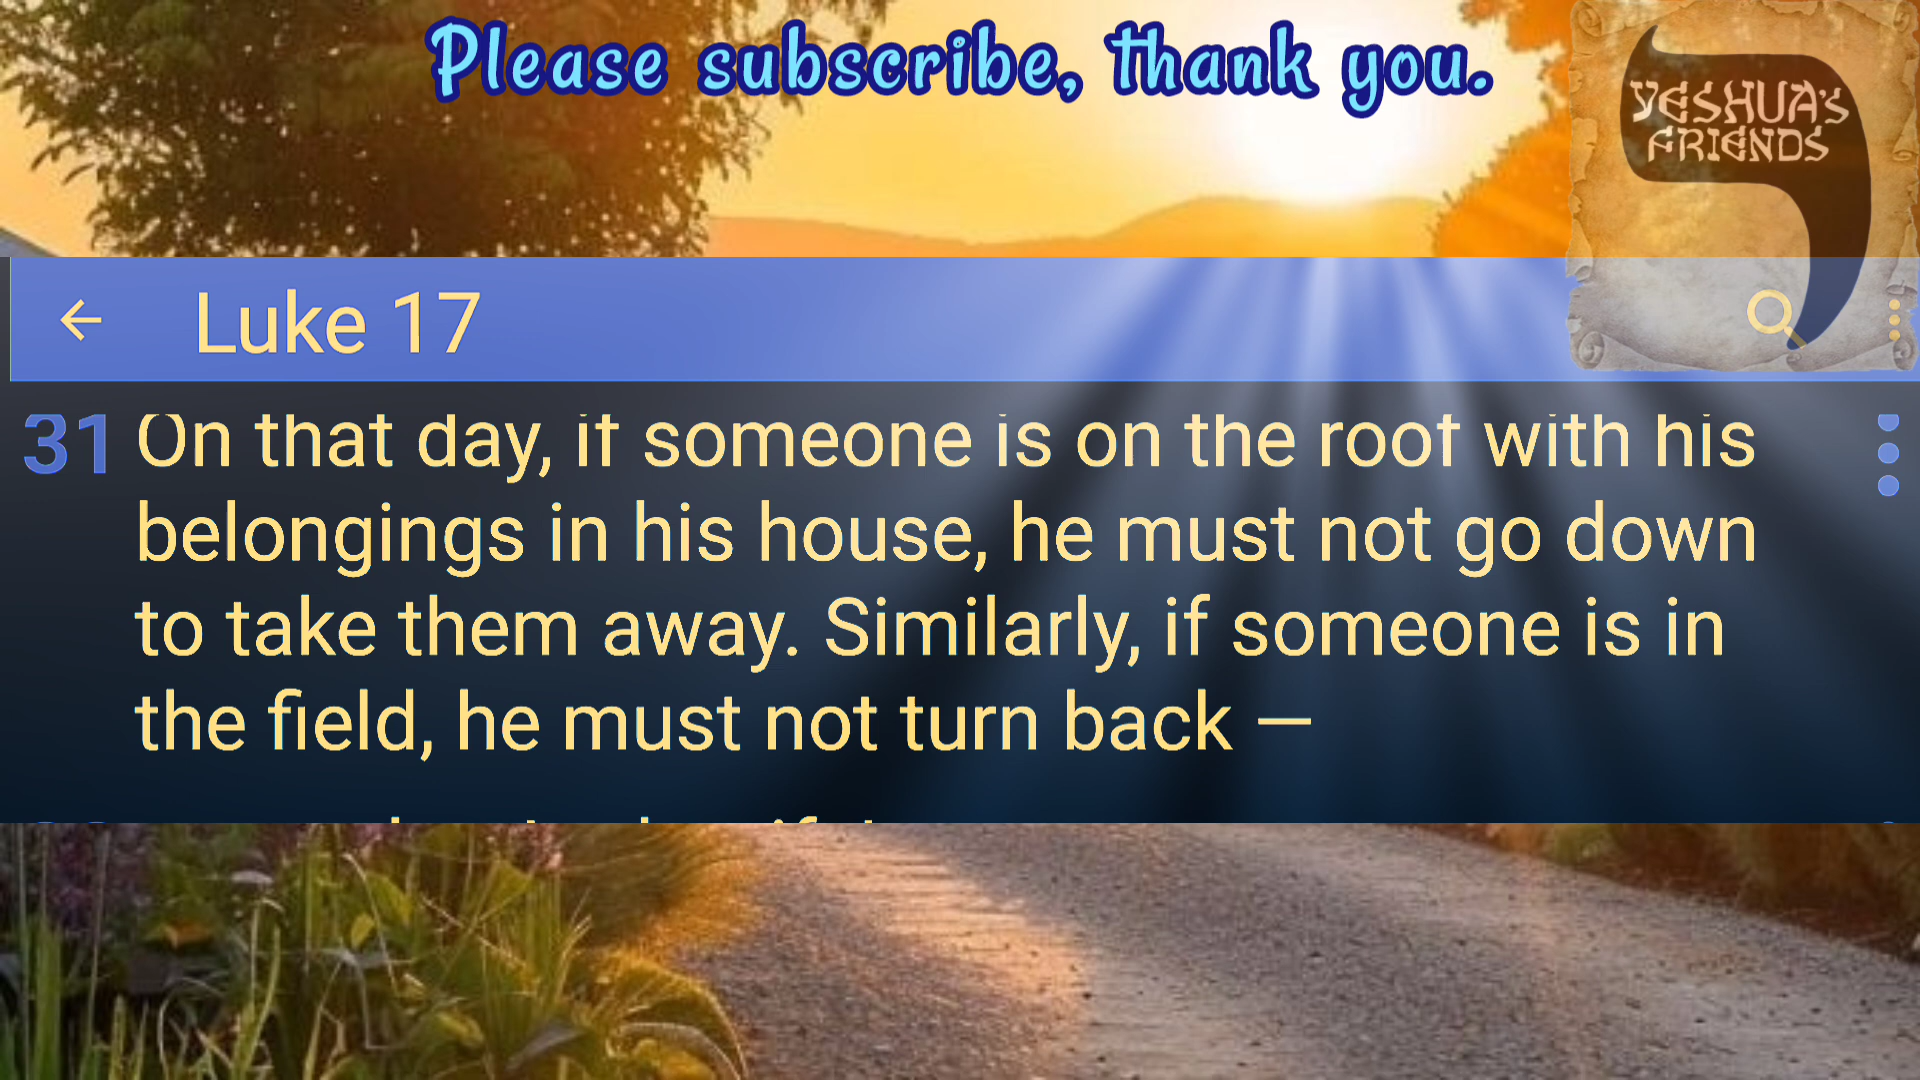 Please subscribe, thank you.
YESHUA'S
FRIENDS
Luke 17
31 On that day, if someone is on the roof with his
belongings in his house, he must not go down
to take them away. Similarly, if someone is in
the field, he must not turn back —